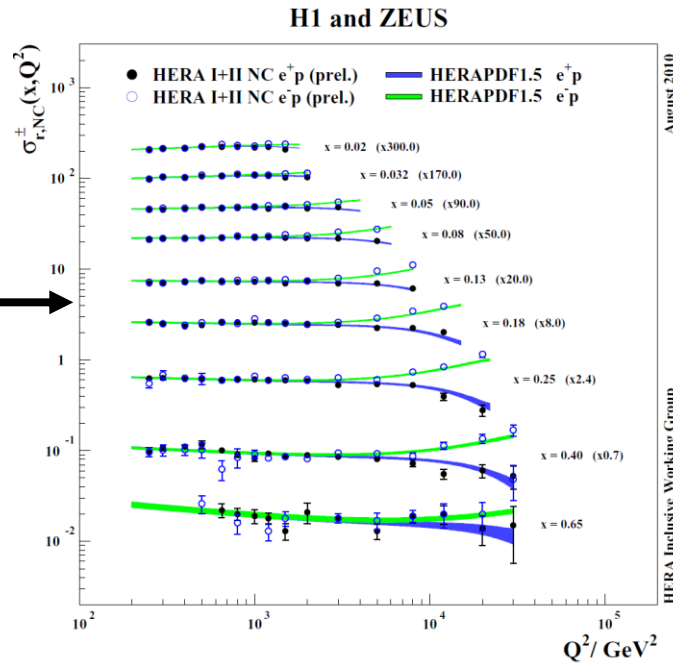 H1 and ZEUS
σ±r,NC(x,Q²)
HERA I+II NC e⁺p (prel.)
HERA I+II NC e⁻p (prel.)
HERAPDF1.5 e⁺p
HERAPDF1.5 e⁻p
August 2010
10³
10²
10
1
10⁻¹
10⁻²
x = 0.02 (x300.0)
x = 0.032 (x170.0)
x = 0.05 (x90.0)
x = 0.08 (x50.0)
x = 0.13 (x20.0)
x = 0.18 (x8.0)
x = 0.25 (x2.4)
x = 0.40 (x0.7)
x = 0.65
HERA Inclusive Working Group
10² 10³ 10⁴ 10⁵
Q²/ GeV²